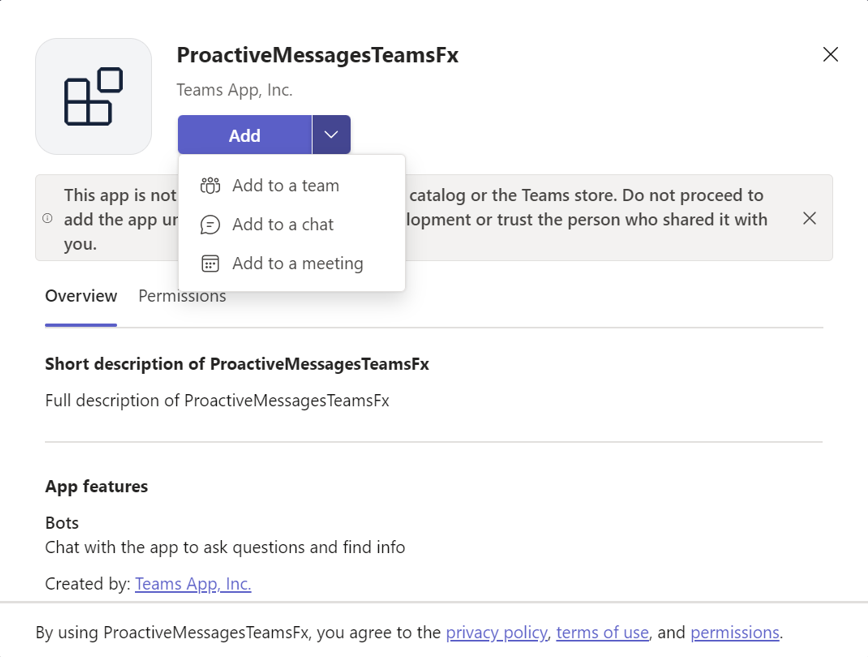 ProactiveMessagesTeamsFx
Teams App, Inc.
Add
Add to a team
Add to a chat
Add to a meeting
This app is not catalog or the Teams store. Do not proceed to
add the app lopment or trust the person who shared it with
you.
Overview Permissions
Short description of ProactiveMessagesTeamsFx
Full description of ProactiveMessagesTeamsFx
App features
Bots
Chat with the app to ask questions and find info
Created by: Teams App, Inc.
By using ProactiveMessagesTeamsFx, you agree to the privacy policy, terms of use, and permissions.